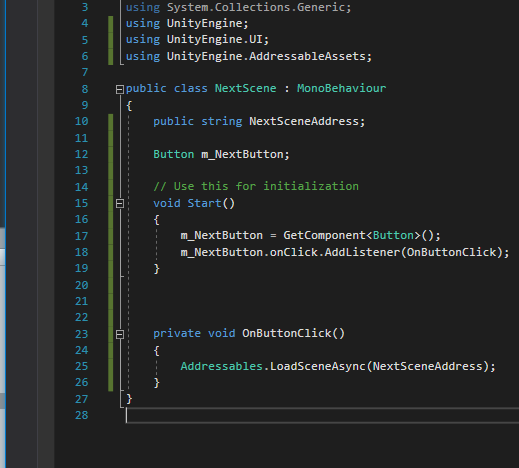 3 using System.Collections.Generic;
4 using UnityEngine;
5 using UnityEngine.UI;
6 using UnityEngine.AddressableAssets;
7
8 public class NextScene : MonoBehaviour
9 {
10 public string NextSceneAddress;
11
12 Button m_NextButton;
13
14 // Use this for initialization
15 void Start()
16 {
17 m_NextButton = GetComponent<Button>();
18 m_NextButton.onClick.AddListener(OnButtonClick);
19 }
20
21
22
23 private void OnButtonClick()
24 {
25 Addressables.LoadSceneAsync(NextSceneAddress);
26 }
27 }
28